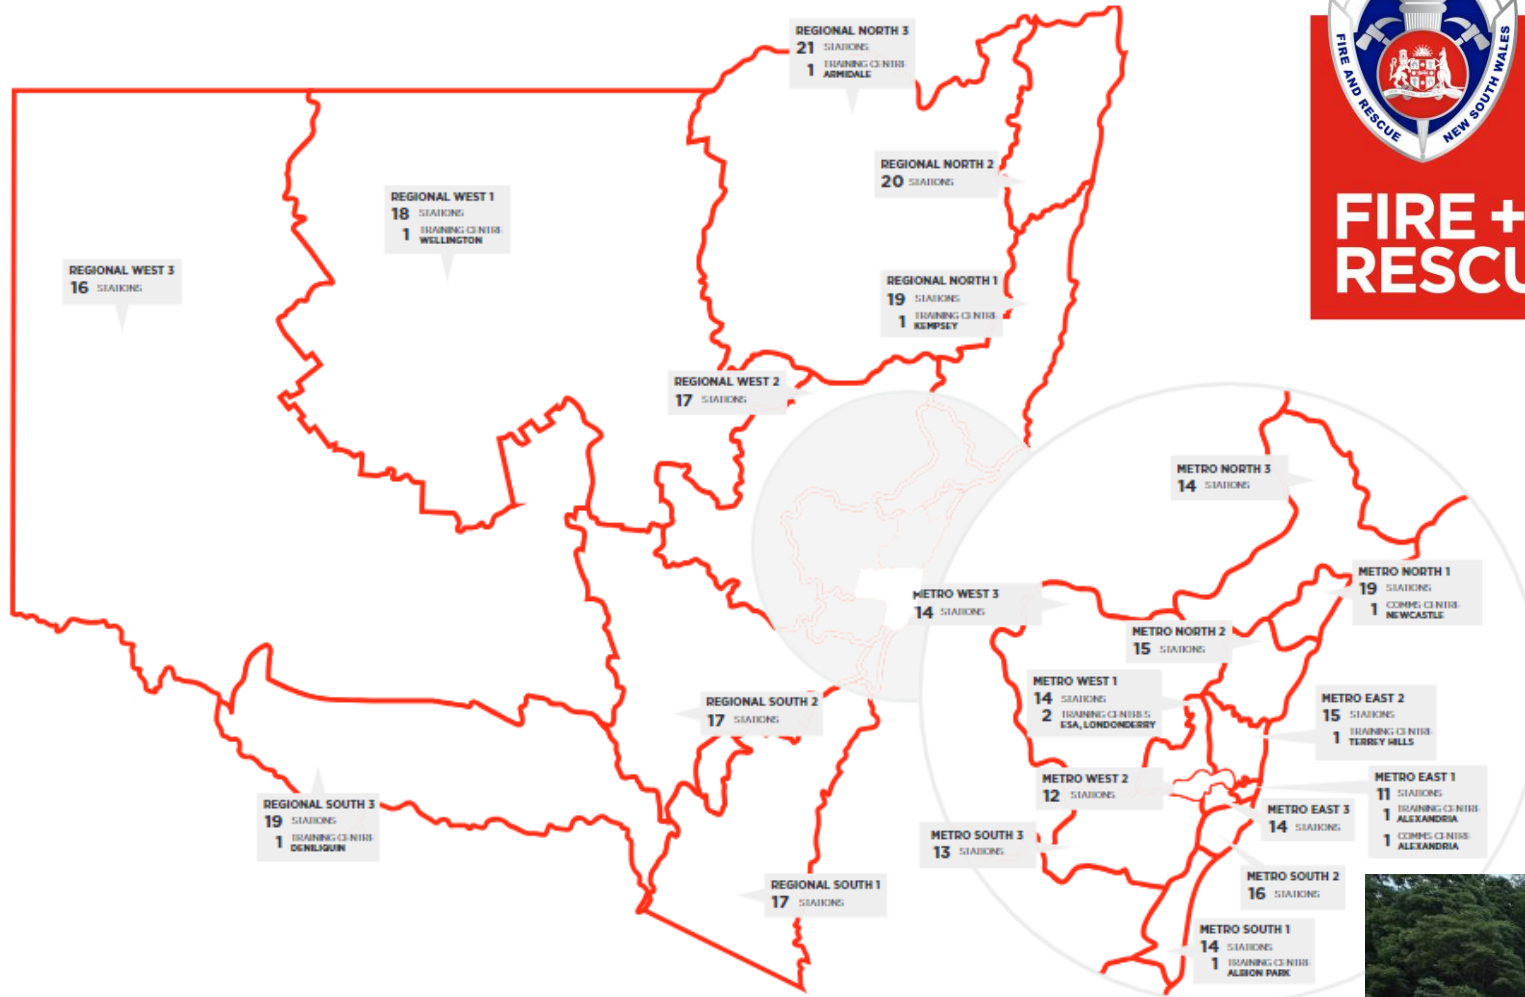 REGIONAL NORTH 3
21 STATIONS
1 TRAINING CENTRE
ARMIDALE
FIRE AND RESCUE
NEW SOUTH WALES
FIRE +
RESCU
REGIONAL NORTH 2
20 STATIONS
REGIONAL WEST 1
18 STATIONS
1 TRAINING CENTRE
WELLINGTON
REGIONAL WEST 3
16 STATIONS
REGIONAL NORTH 1
19 STATIONS
1 TRAINING CENTRE
KEMPSEY
REGIONAL WEST 2
17 STATIONS
METRO NORTH 3
14 STATIONS
METRO WEST 3
14 STATIONS
METRO NORTH 1
19 STATIONS
1 COMMS CENTRE
NEWCASTLE
METRO NORTH 2
15 STATIONS
METRO WEST 1
14 STATIONS
2 TRAINING CENTRES
ESA, LONDONDERRY
REGIONAL SOUTH 2
17 STATIONS
METRO EAST 2
15 STATIONS
1 TRAINING CENTRE
TERREY HILLS
METRO WEST 2
12 STATIONS
METRO EAST 1
11 STATIONS
1 TRAINING CENTRE
ALEXANDRIA
1 COMMS CENTRE
ALEXANDRIA
REGIONAL SOUTH 3
19 STATIONS
1 TRAINING CENTRE
DENILIQUIN
METRO EAST 3
14 STATIONS
METRO SOUTH 3
13 STATIONS
REGIONAL SOUTH 1
17 STATIONS
METRO SOUTH 2
16 STATIONS
METRO SOUTH 1
14 STATIONS
1 TRAINING CENTRE
ALBION PARK